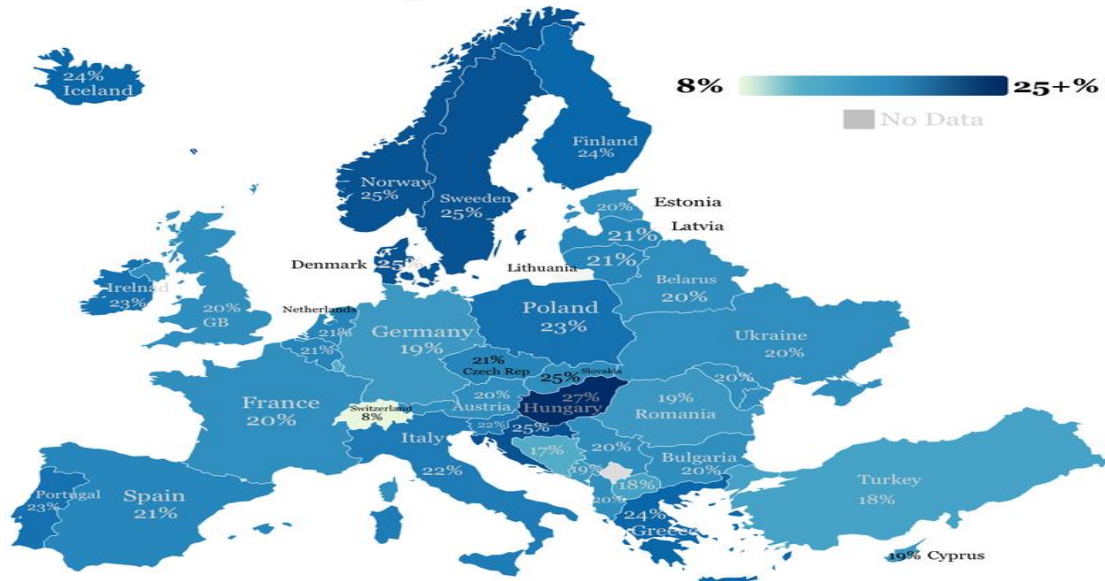 24%
Iceland
8%
25+%
No Data
Finland
24%
Norway
25%
Sweeden
25%
20%
Estonia
21%
Latvia
Denmark
25%
Lithuania
21%
Belarus
20%
Irelnad
23%
20%
GB
Netherlands
21%
21%
Germany
19%
Poland
23%
Ukraine
20%
21%
Czech Rep
25%
Slovakia
20%
Austria
27%
Hungary
20%
19%
Romania
France
20%
Switzerland
8%
Italy
22%
22%
25%
17%
20%
Bulgaria
20%
19%
18%
20%
24%
Greece
Portugal
23%
Spain
21%
Turkey
18%
19%
Cyprus